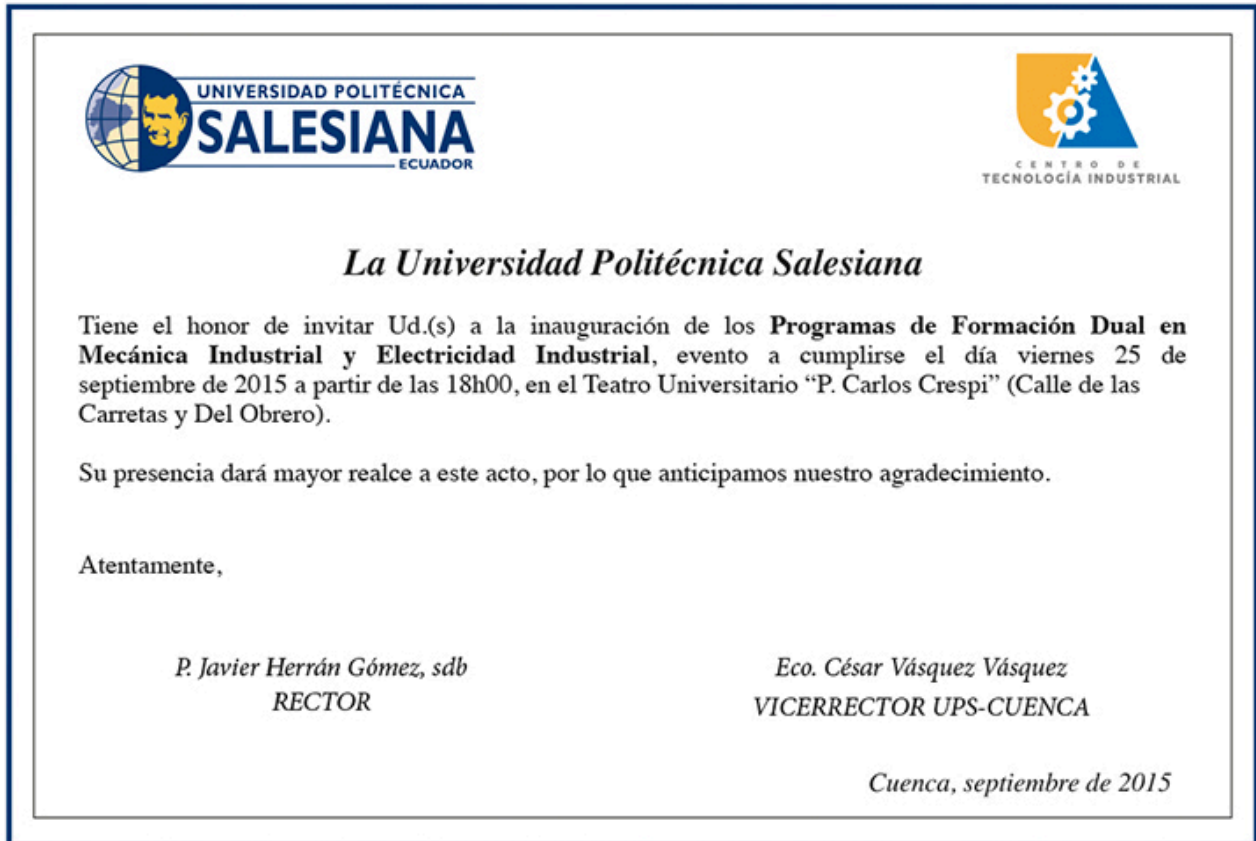 UNIVERSIDAD POLITÉCNICA
SALESIANA
ECUADOR
CENTRO DE
TECNOLOGÍA INDUSTRIAL
La Universidad Politécnica Salesiana
Tiene el honor de invitar Ud.(s) a la inauguración de los Programas de Formación Dual en
Mecánica Industrial y Electricidad Industrial, evento a cumplirse el día viernes 25 de
septiembre de 2015 a partir de las 18h00, en el Teatro Universitario “P. Carlos Crespi” (Calle de las
Carretas y Del Obrero).
Su presencia dará mayor realce a este acto, por lo que anticipamos nuestro agradecimiento.
Atentamente,
P. Javier Herrán Gómez, sdb
RECTOR
Eco. César Vásquez Vásquez
VICERRECTOR UPS-CUENCA
Cuenca, septiembre de 2015